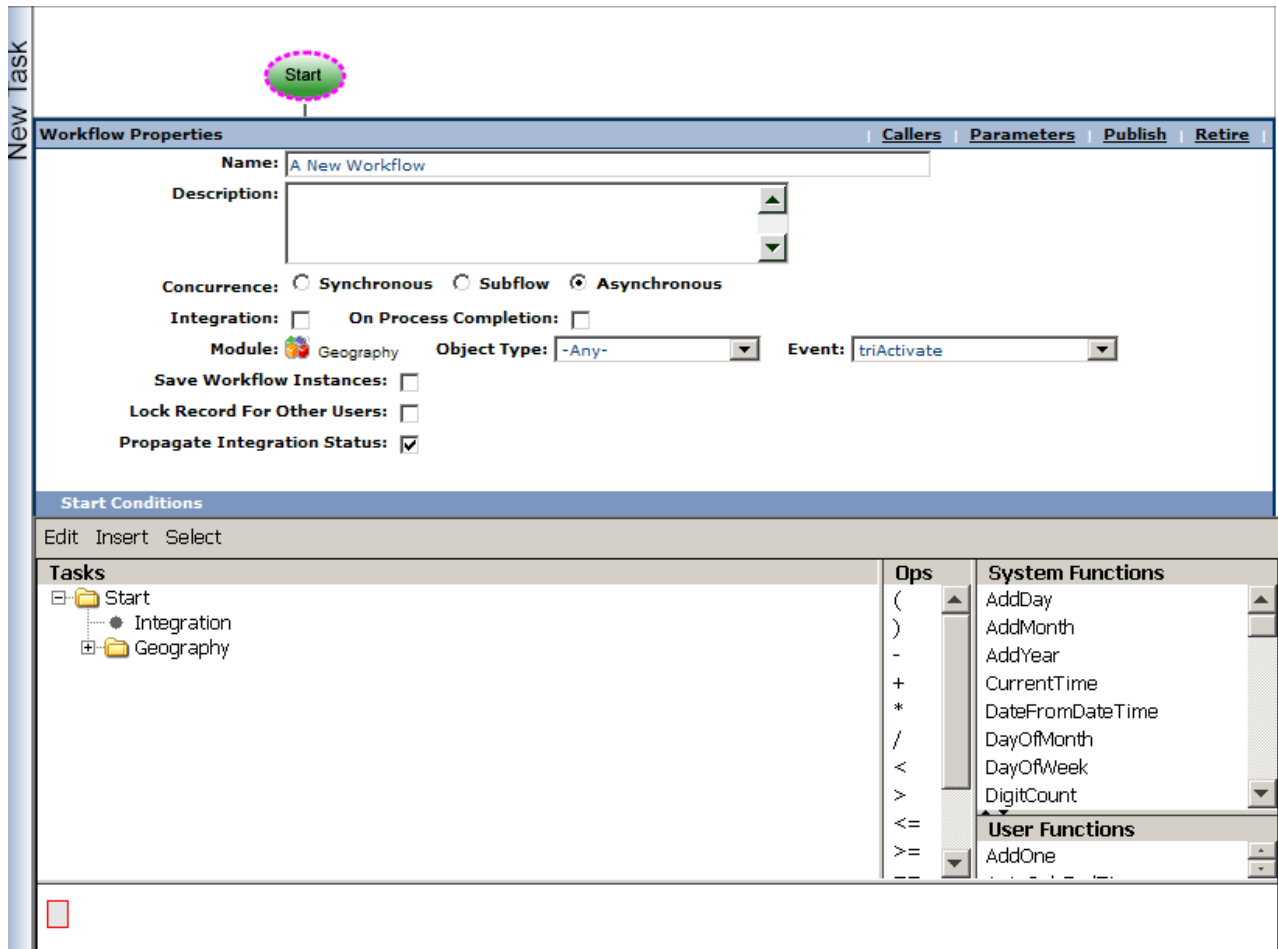 New Task
Start
Workflow Properties | Callers | Parameters | Publish | Retire |
Name: A New Workflow
Description:
Concurrence: Synchronous Subflow Asynchronous
Integration: On Process Completion:
Module: Geography Object Type: -Any- Event: triActivate
Save Workflow Instances:
Lock Record For Other Users:
Propagate Integration Status:
Start Conditions
Edit Insert Select
Tasks
Start
Integration
Geography
Ops
(
)
-
+
*
/
<
>
<=
>=
==
System Functions
AddDay
AddMonth
AddYear
CurrentTime
DateFromDateTime
DayOfMonth
DayOfWeek
DigitCount
User Functions
AddOne